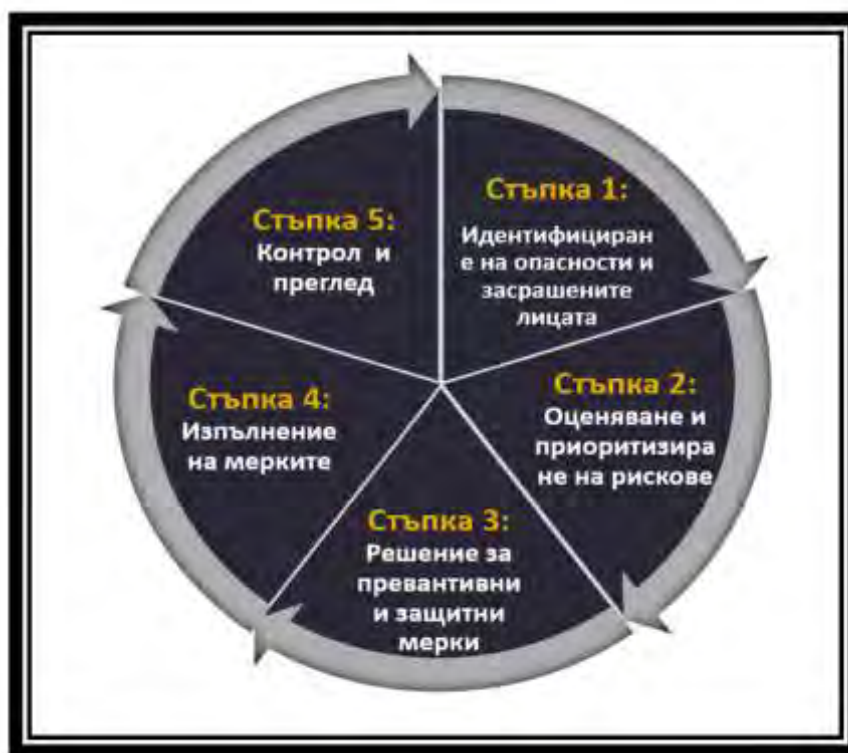 Стъпка 1:
Идентифициран
е на опасности и
засрашените
лицата
Стъпка 2:
Оценяване и
приоритизира
не на рискове
Стъпка 3:
Решение за
превантивни
и защитни
мерки
Стъпка 4:
Изпълнение
на мерките
Стъпка 5:
Контрол и
преглед